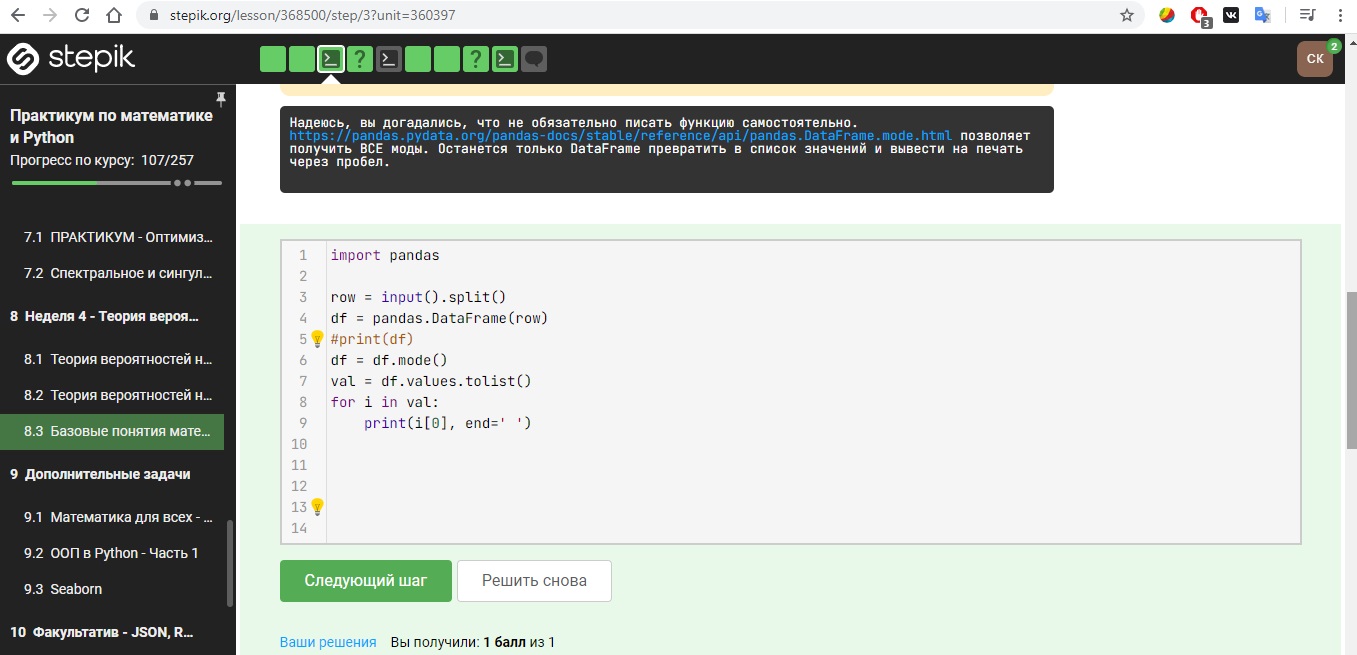 stepik.org/lesson/368500/step/3?unit=360397
3
stepik
СК
2
Практикум по математике
и Python
Прогресс по курсу: 107/257
7.1 ПРАКТИКУМ - Оптимиз...
7.2 Спектральное и сингул...
8 Неделя 4 - Теория вероя...
8.1 Теория вероятностей н...
8.2 Теория вероятностей н...
8.3 Базовые понятия мате...
9 Дополнительные задачи
9.1 Математика для всех - ...
9.2 ООП в Python - Часть 1
9.3 Seaborn
10 Факультатив - JSON, R...
Надеюсь, вы догадались, что не обязательно писать функцию самостоятельно.
https://pandas.pydata.org/pandas-docs/stable/reference/api/pandas.DataFrame.mode.html позволяет
получить ВСЕ моды. Останется только DataFrame превратить в список значений и вывести на печать
через пробел.
1 import pandas
2
3 row = input().split()
4 df = pandas.DataFrame(row)
5 #print(df)
6 df = df.mode()
7 val = df.values.tolist()
8 for i in val:
9     print(i[0], end=' ')
10
11
12
13
14
Следующий шаг
Решить снова
Ваши решения Вы получили: 1 балл из 1